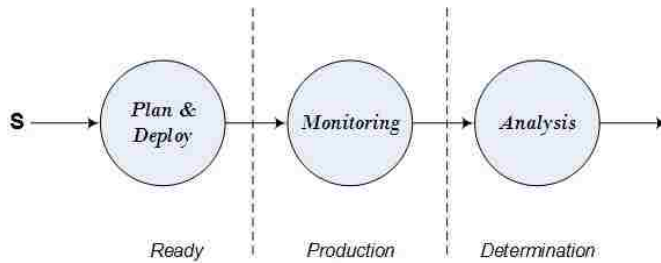 S
Plan &
Deploy
Monitoring
Analysis
Ready
Production
Determination